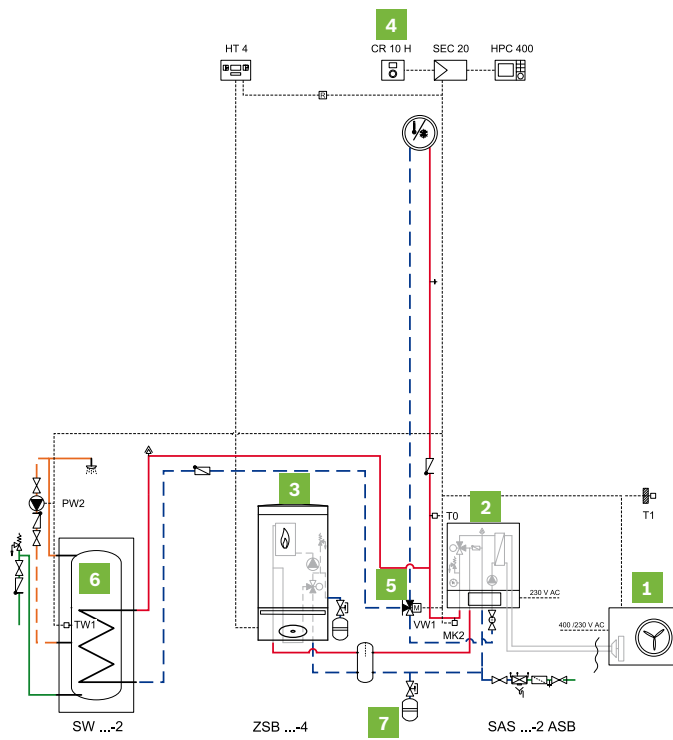 4
HT 4
CR 10 H
SEC 20
HPC 400
R
3
2
PW2
T0
T1
5
6
M
230 V AC
1
TW1
VW1
MK2
400 /230 V AC
7
SW ...-2
ZSB ...-4
SAS ...-2 ASB